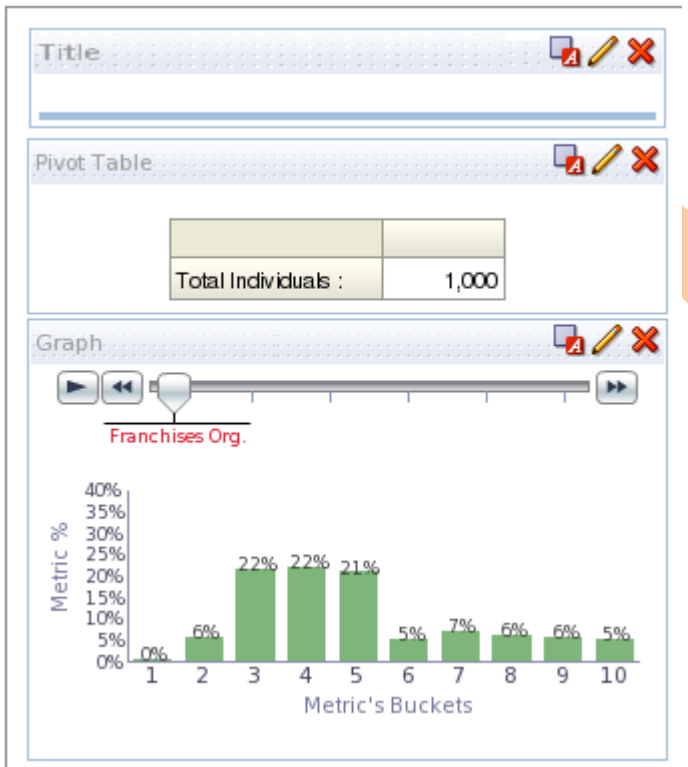 Title
Pivot Table
Total Individuals : 1,000
Graph
Franchises Org.
40%
35%
30%
25%
20%
15%
10%
5%
0%
Metric %
0% 6% 22% 22% 21% 5% 7% 6% 6% 5%
1 2 3 4 5 6 7 8 9 10
Metric's Buckets